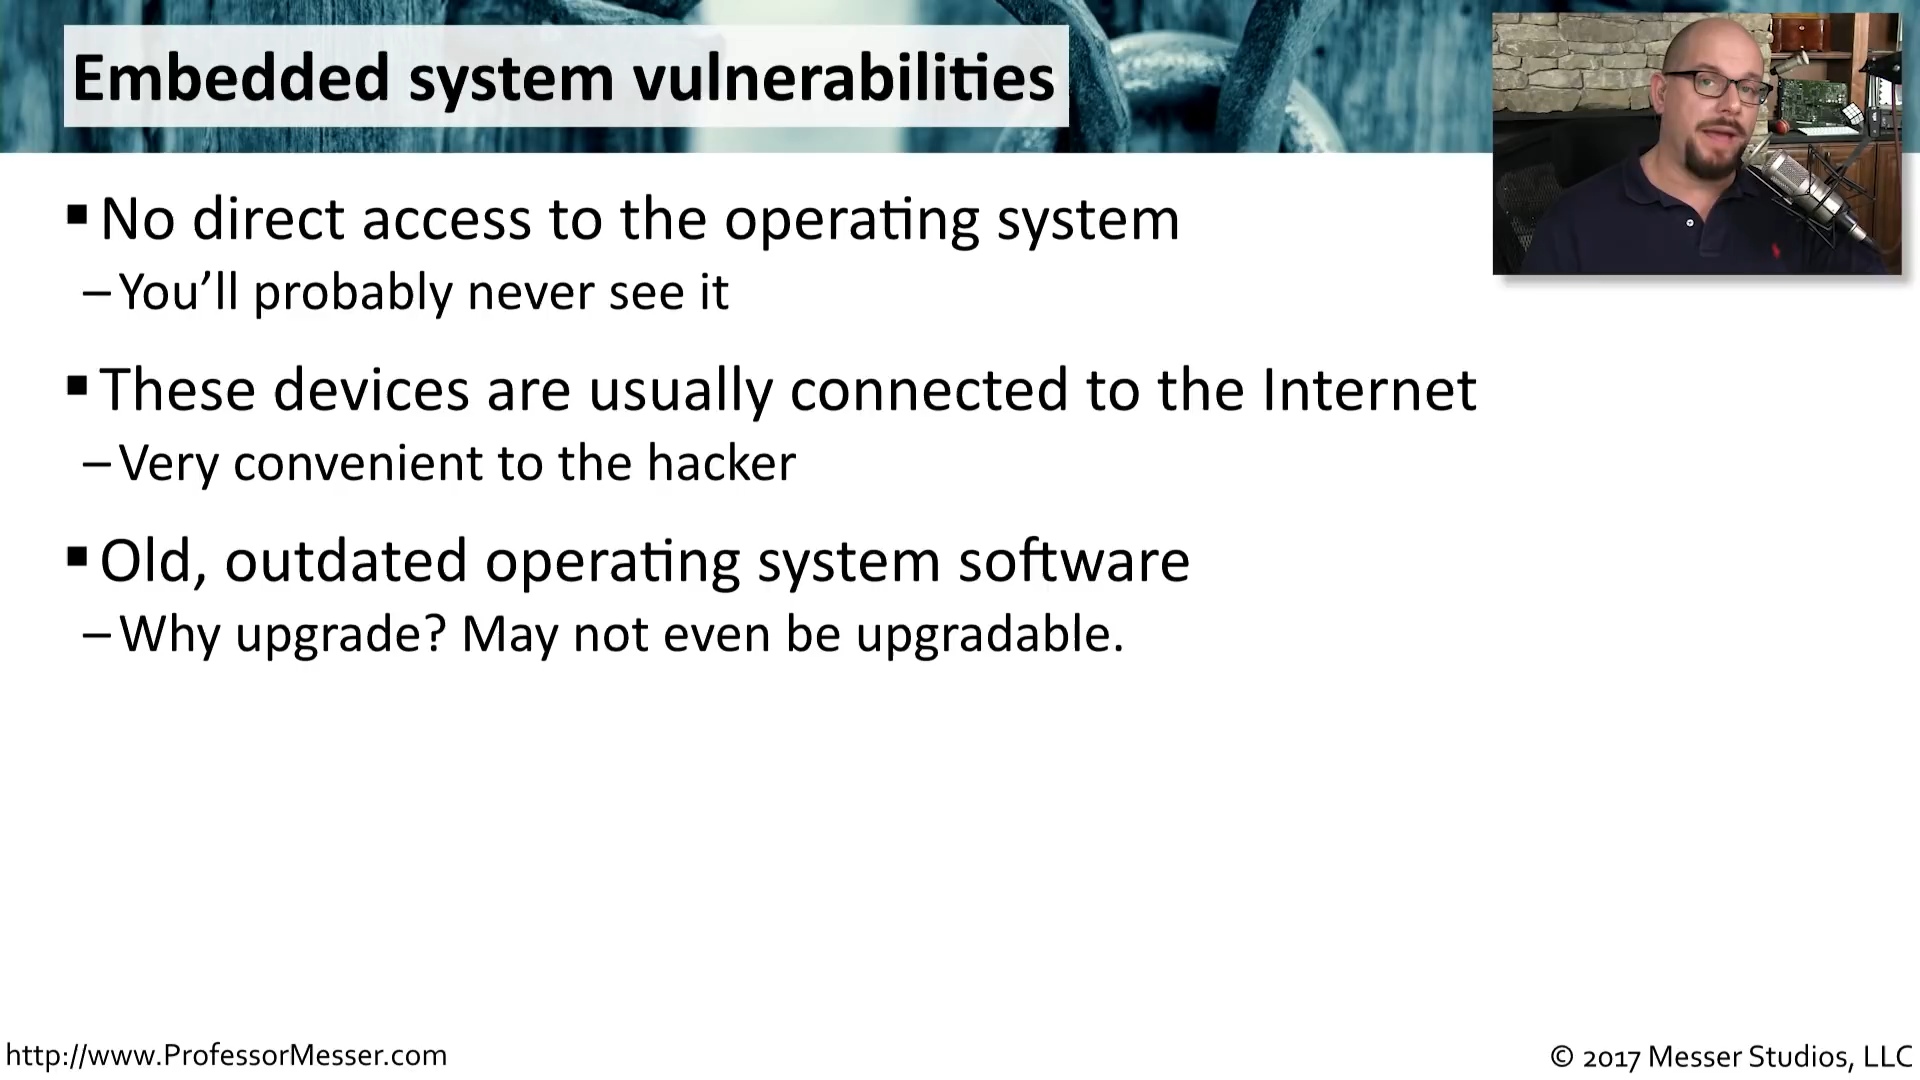 Embedded system vulnerabilities
▪ No direct access to the operating system
– You’ll probably never see it
▪ These devices are usually connected to the Internet
– Very convenient to the hacker
▪ Old, outdated operating system software
– Why upgrade? May not even be upgradable.
http://www.ProfessorMesser.com
© 2017 Messer Studios, LLC